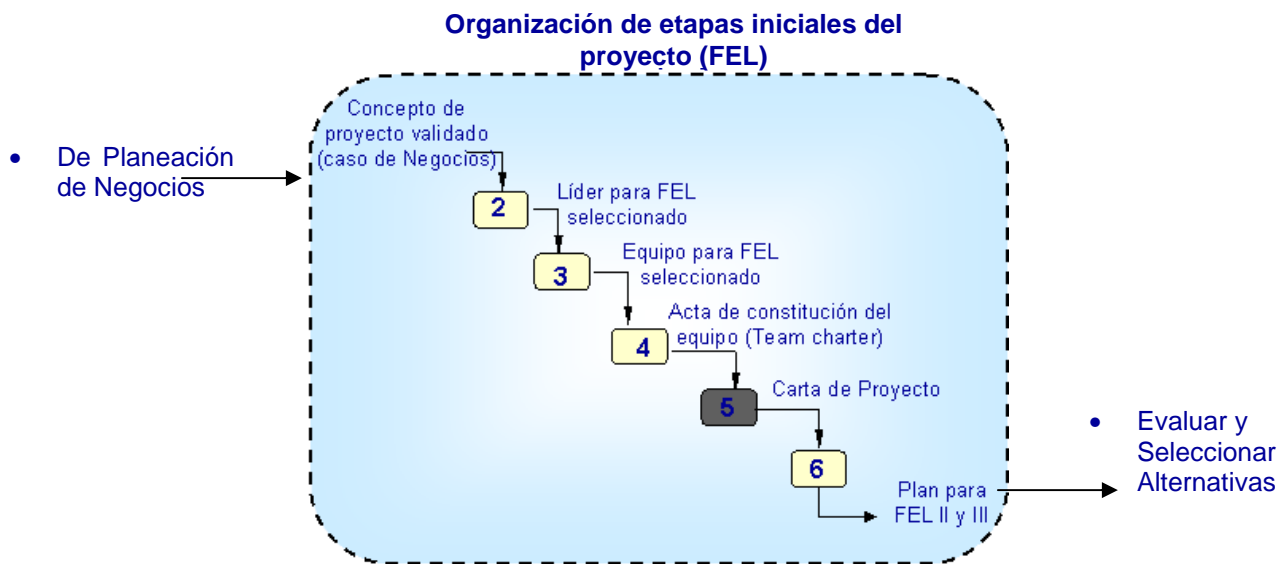 Organización de etapas iniciales del
proyecto (FEL)
• De Planeación
de Negocios
Concepto de
proyecto validado
(caso de Negocios)
2
Líder para FEL
seleccionado
3
Equipo para FEL
seleccionado
4
Acta de constitución del
equipo (Team charter)
5
Carta de Proyecto
6
Plan para
FEL II y III
• Evaluar y
Seleccionar
Alternativas